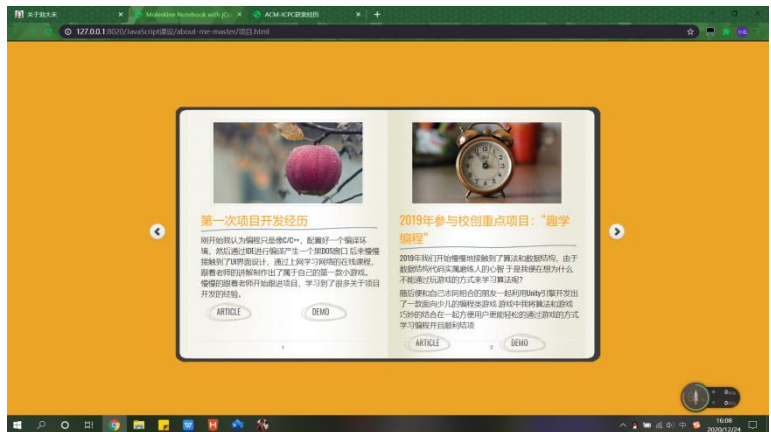 关于刘大未
Moleskine Notebook with jQ
ACM-ICPC获奖经历
127.0.0.1:8020/JavaScript课设/about-me-master/项目.html
第一次项目开发经历
刚开始我认为编程只是像C/C++，配置好一个编译环
境，然后通过IDE进行编译产生一个黑DOS窗口 后来慢慢
接触到了UI界面设计，通过上网学习网络的在线课程，
跟着老师的讲解制作出了属于自己的第一款小游戏。
慢慢的跟着老师开始跟进项目，学习到了很多关于项目
开发的经验。
ARTICLE
DEMO
1
2019年参与校创重点项目：“趣学
编程”
2019年我们开始慢慢地接触到了算法和数据结构，由于
数据结构代码实属磨练人的心智 于是我便在想为什么
不能通过玩游戏的方式来学习算法呢?
随后便和自己志同相合的朋友一起利用Unity引擎开发出
了一款面向少儿的编程类游戏 游戏中我将算法和游戏
巧妙的结合在一起方便用户更能轻松的通过游戏的方式
学习编程并且顺利结项
ARTICLE
2
DEMO
中
16:08
2020/12/24